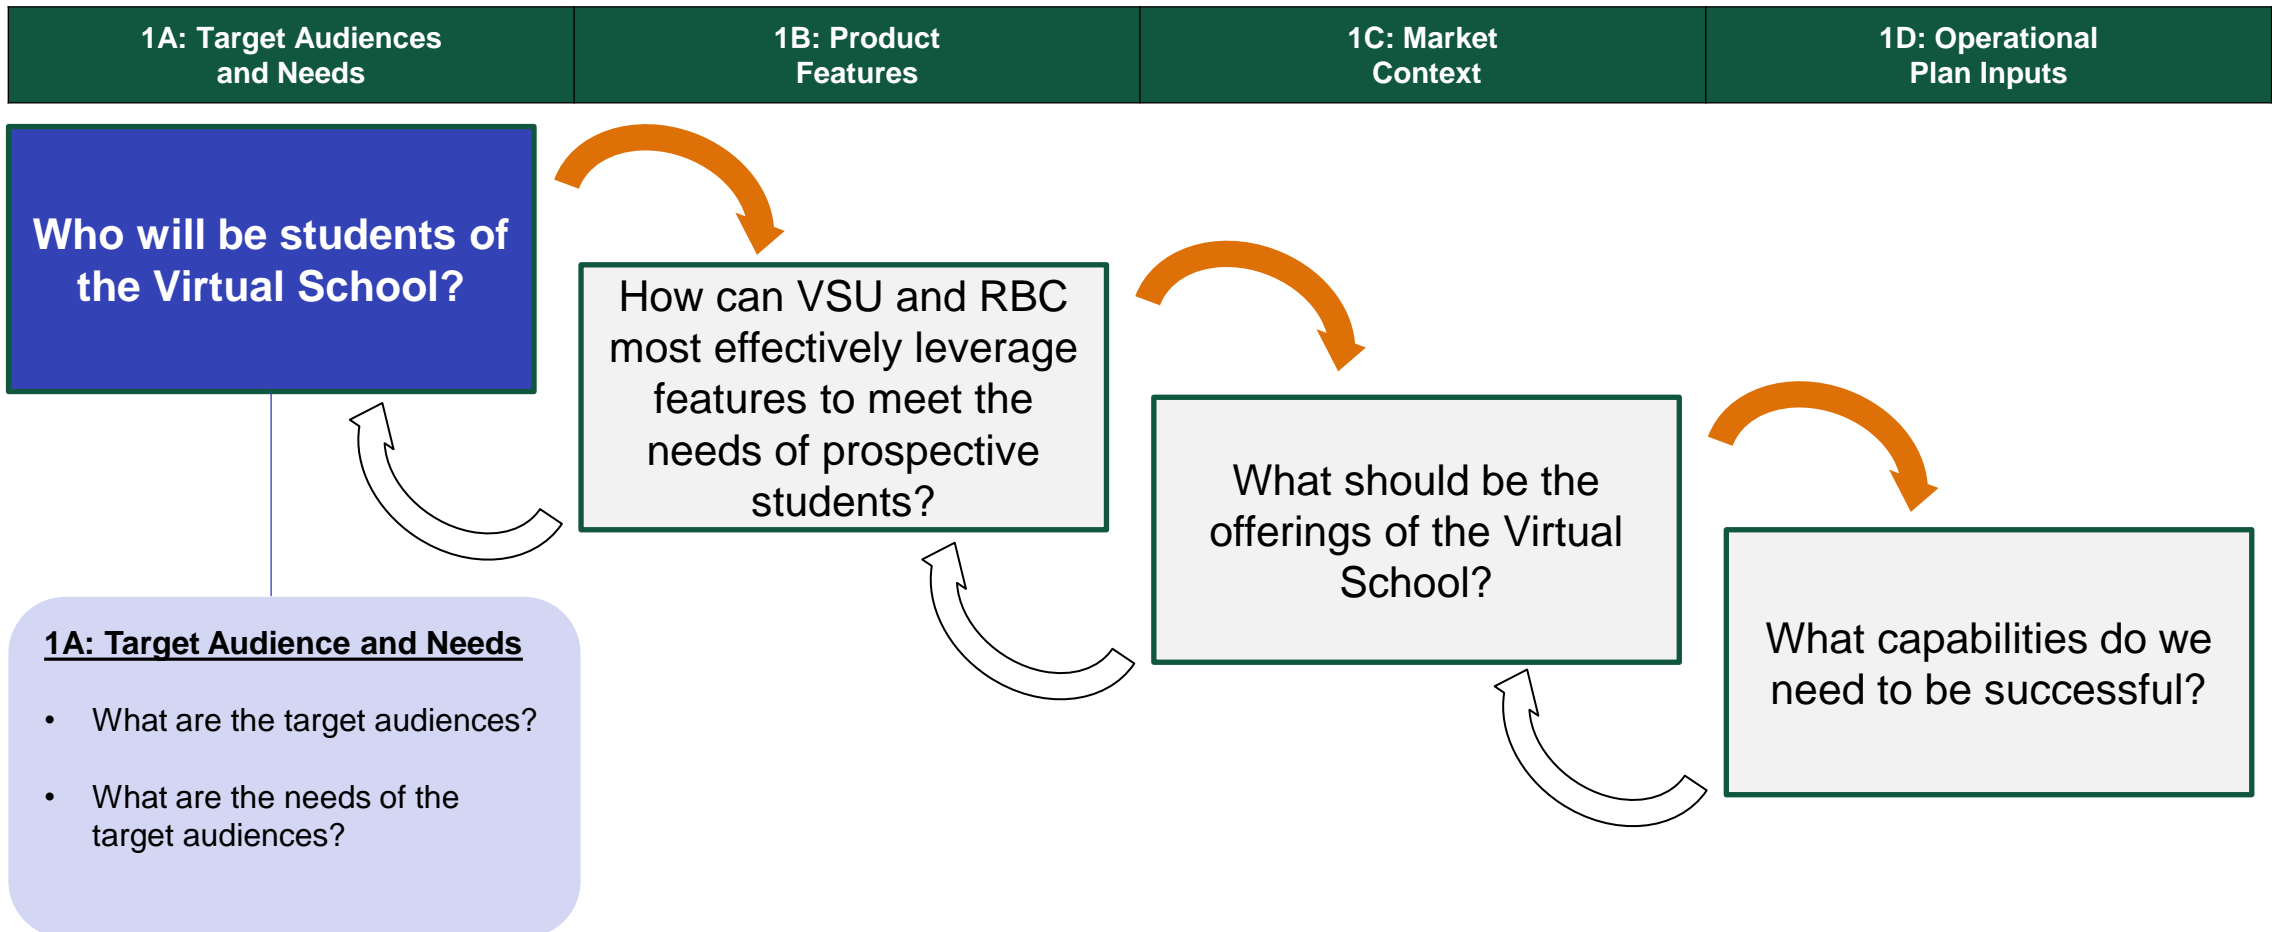 1A: Target Audiences
and Needs
1B: Product
Features
1C: Market
Context
1D: Operational
Plan Inputs
Who will be students of
the Virtual School?
How can VSU and RBC
most effectively leverage
features to meet the
needs of prospective
students?
What should be the
offerings of the Virtual
School?
What capabilities do we
need to be successful?
1A: Target Audience and Needs
• What are the target audiences?
• What are the needs of the
target audiences?